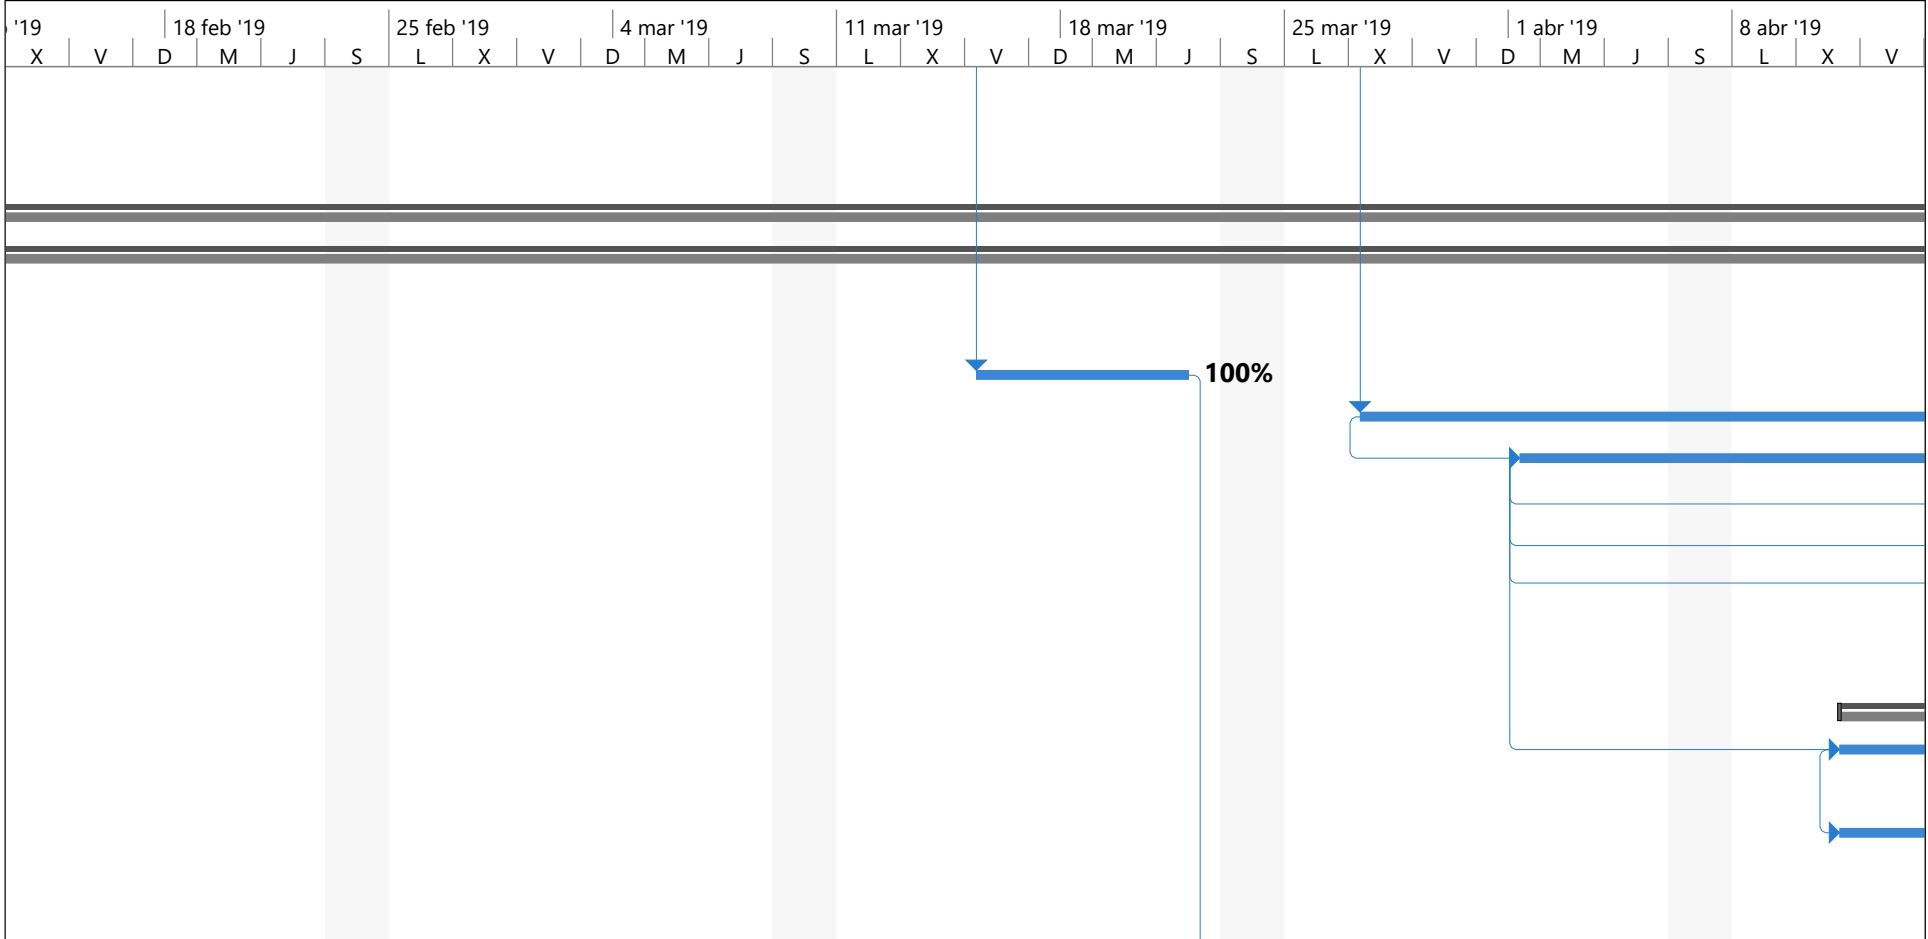 '19 18 feb '19 25 feb '19 4 mar '19 11 mar '19 18 mar '19 25 mar '19 1 abr '19 8 abr '19
X V D M J S L X V D M J S L X V D M J S L X V D M J S L X V
100%